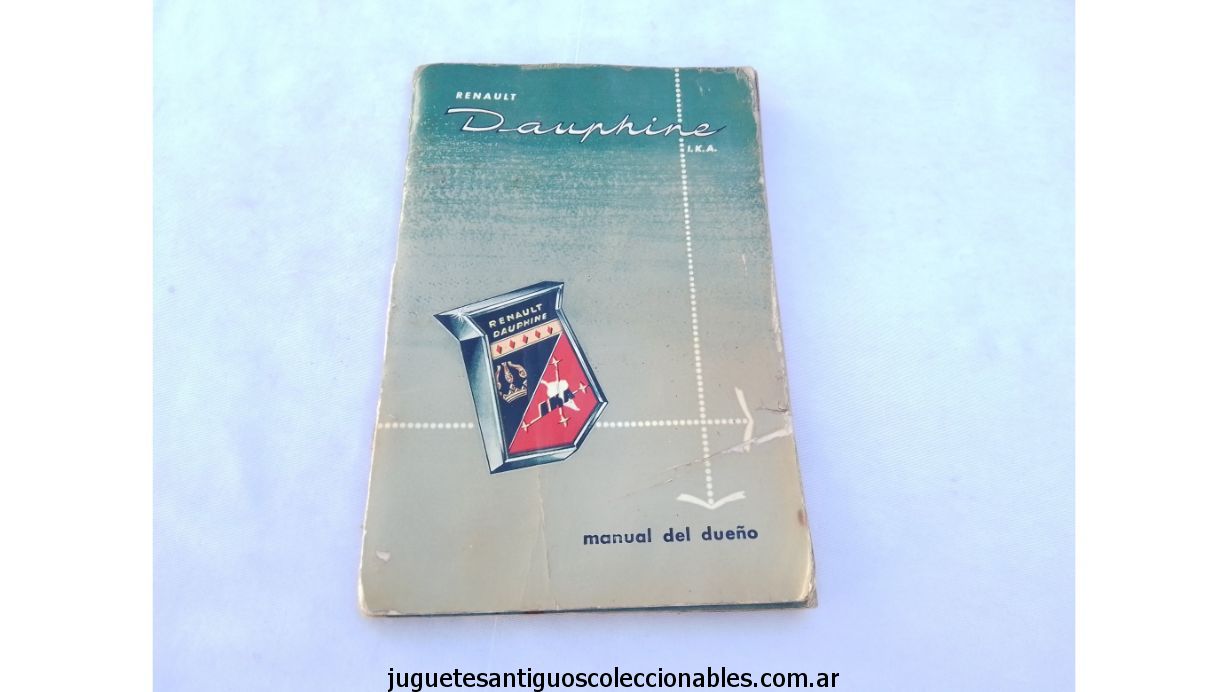 RENAULT
Dauphine
I.K.A.
RENAULT
DAUPHINE
IKA
manual del dueño
juguetesantiguoscoleccionables.com.ar